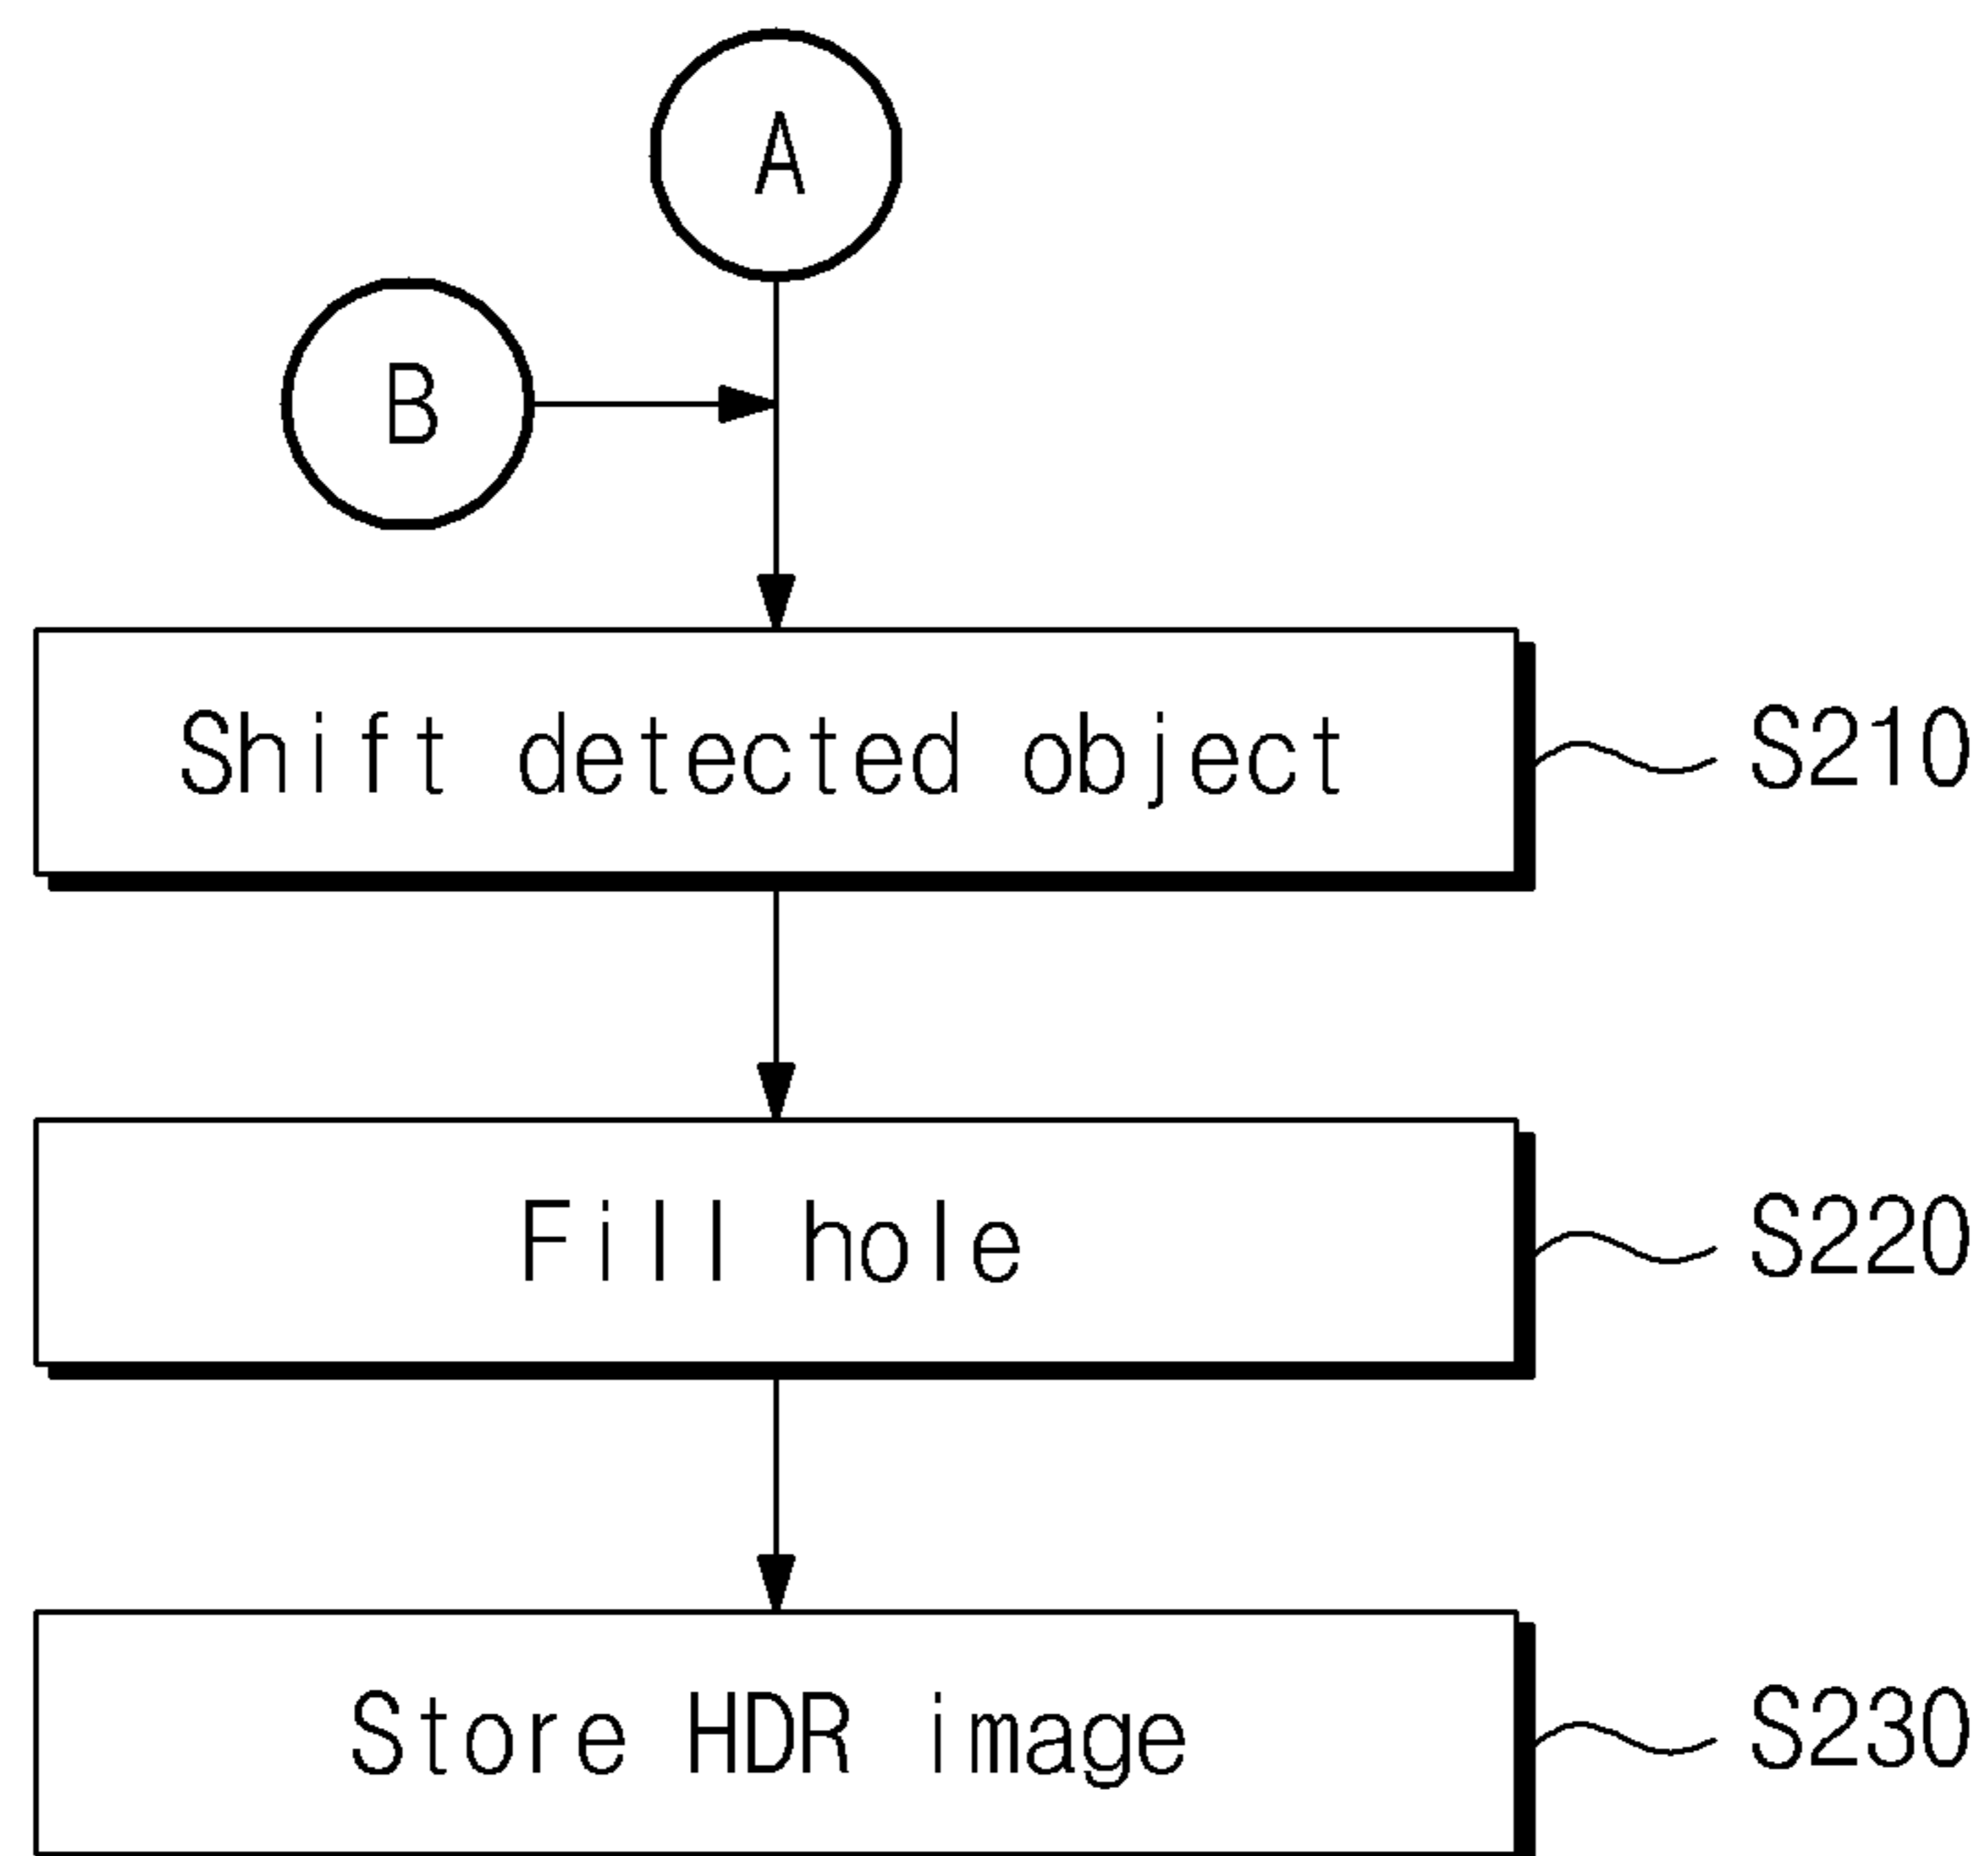 A
B
Shift detected object
S210
Fill hole
S220
Store HDR image
S230